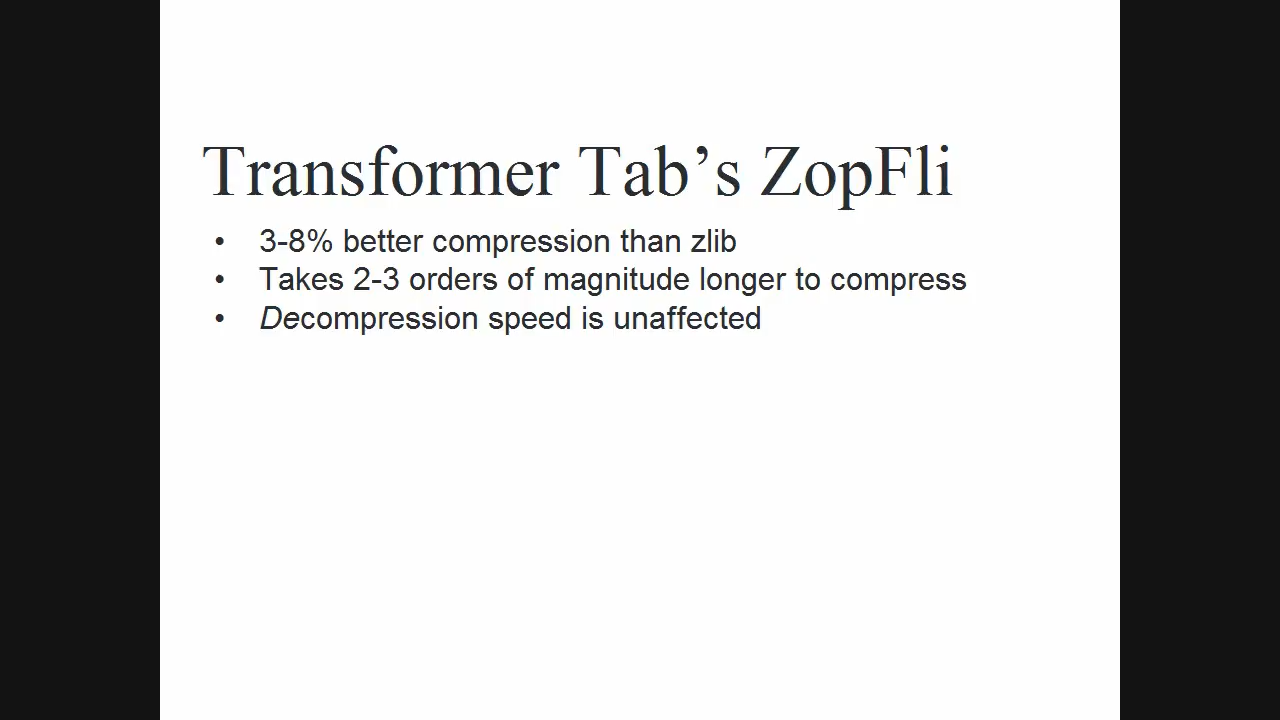 Transformer Tab’s ZopFli
• 3-8% better compression than zlib
• Takes 2-3 orders of magnitude longer to compress
• Decompression speed is unaffected